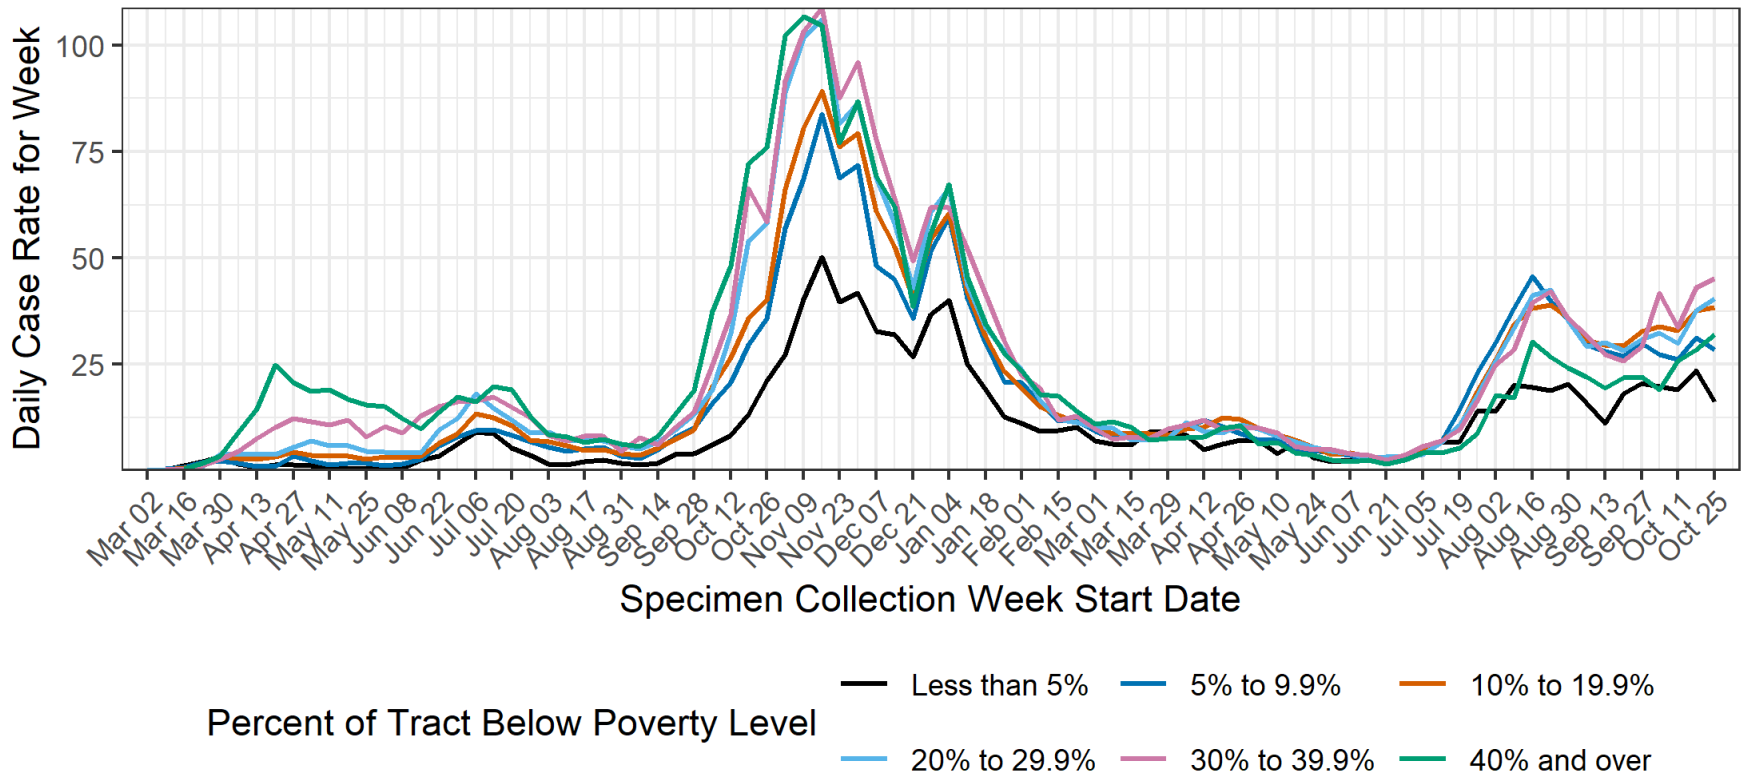 Daily Case Rate for Week
100
75
50
25
Mar 02
Mar 16
Mar 30
Apr 13
Apr 27
May 11
May 25
Jun 08
Jun 22
Jul 06
Jul 20
Aug 03
Aug 17
Aug 31
Sep 14
Sep 28
Oct 12
Oct 26
Nov 09
Nov 23
Dec 07
Dec 21
Jan 04
Jan 18
Feb 01
Feb 15
Mar 01
Mar 15
Mar 29
Apr 12
Apr 26
May 10
May 24
Jun 07
Jun 21
Jul 05
Jul 19
Aug 02
Aug 16
Aug 30
Sep 13
Sep 27
Oct 11
Oct 25
Specimen Collection Week Start Date
Percent of Tract Below Poverty Level
Less than 5%
5% to 9.9%
10% to 19.9%
20% to 29.9%
30% to 39.9%
40% and over